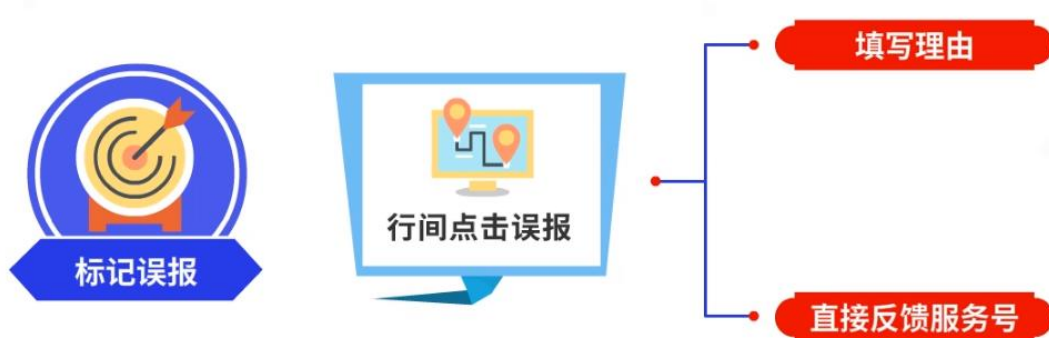 标记误报
行间点击误报
填写理由
直接反馈服务号